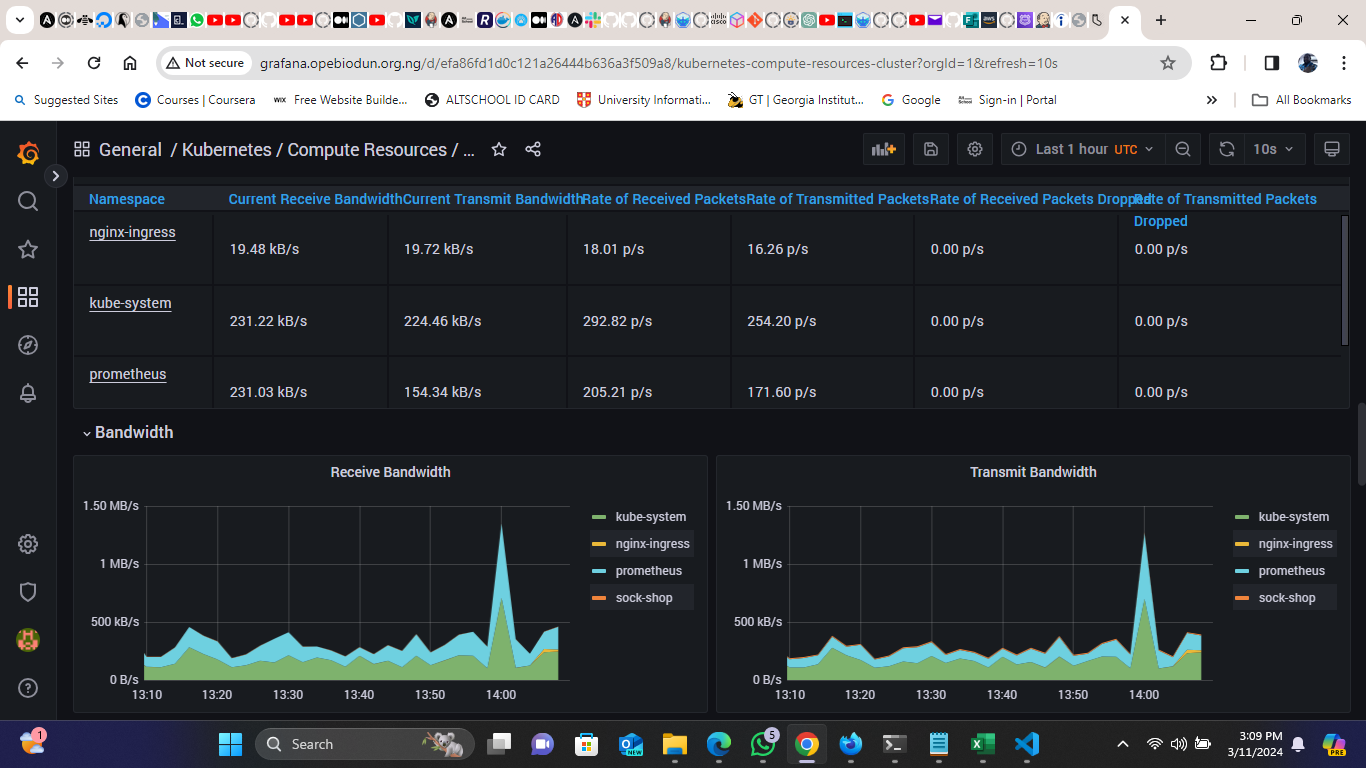 Not secure
grafana.opebiodun.org.ng/d/efa86fd1d0c121a26444b636a3f509a8/kubernetes-compute-resources-cluster?orgId=1&refresh=10s
Suggested Sites
Courses | Coursera
WIX Free Website Builde...
ALTSCHOOL ID CARD
University Informati...
GT | Georgia Institut...
Google
Sign-in | Portal
»
All Bookmarks
General / Kubernetes / Compute Resources / ...
Last 1 hour UTC
10s
Namespace Current Receive Bandwidth Current Transmit Bandwidth Rate of Received Packets Rate of Transmitted Packets Rate of Received Packets Dropped Rate of Transmitted Packets Dropped
nginx-ingress 19.48 kB/s 19.72 kB/s 18.01 p/s 16.26 p/s 0.00 p/s 0.00 p/s
kube-system 231.22 kB/s 224.46 kB/s 292.82 p/s 254.20 p/s 0.00 p/s 0.00 p/s
prometheus 231.03 kB/s 154.34 kB/s 205.21 p/s 171.60 p/s 0.00 p/s 0.00 p/s
Bandwidth
Receive Bandwidth
1.50 MB/s
1 MB/s
500 kB/s
0 B/s
13:10 13:20 13:30 13:40 13:50 14:00
kube-system
nginx-ingress
prometheus
sock-shop
Transmit Bandwidth
1.50 MB/s
1 MB/s
500 kB/s
0 B/s
13:10 13:20 13:30 13:40 13:50 14:00
kube-system
nginx-ingress
prometheus
sock-shop
1
Search
NEW
5
3:09 PM
3/11/2024
PRE